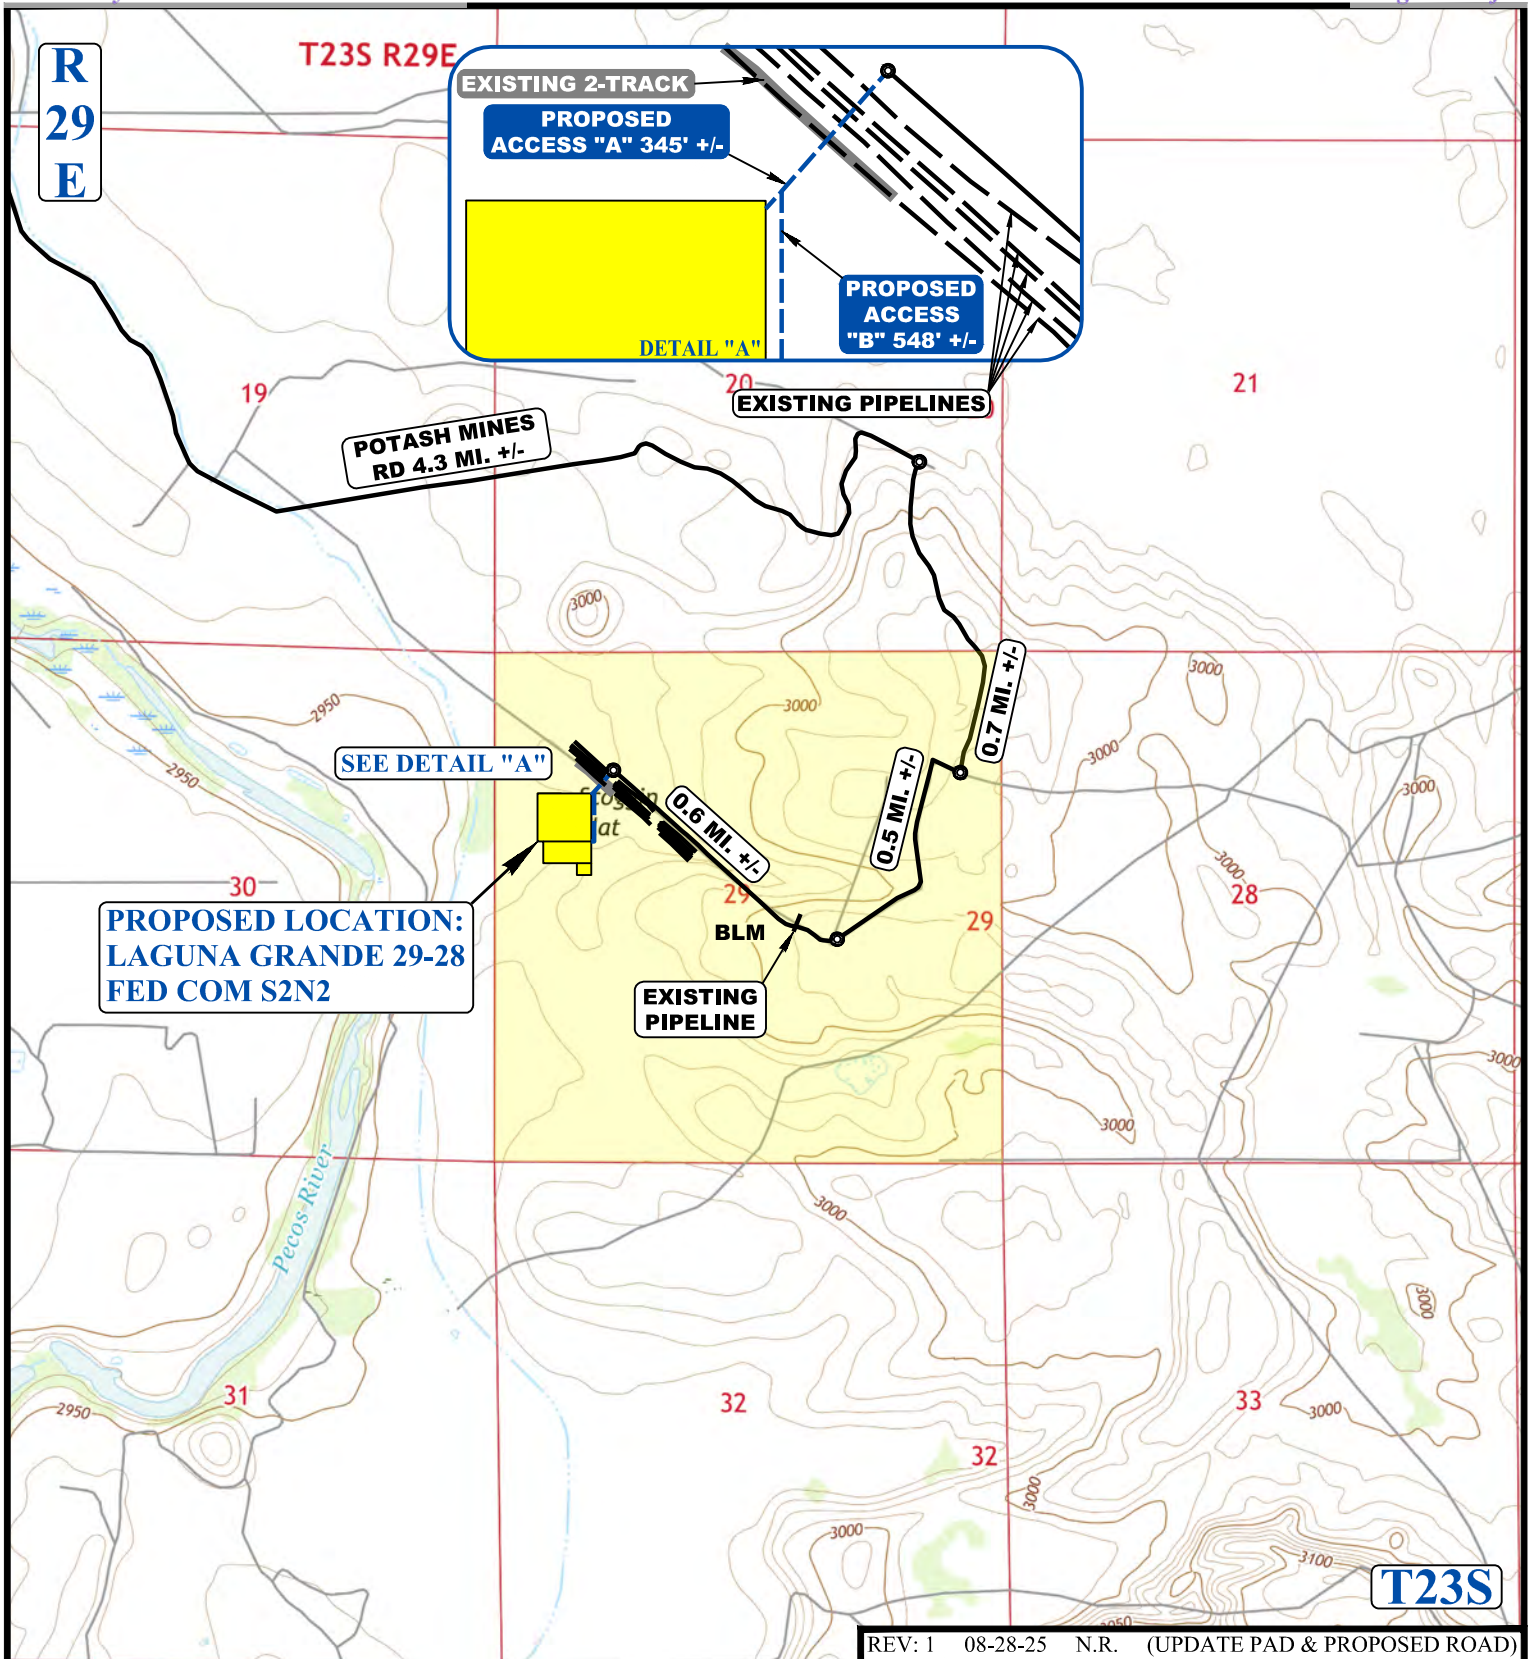 R
29
E
T23S R29E
EXISTING 2-TRACK
PROPOSED
ACCESS "A" 345' +/-
PROPOSED
ACCESS
"B" 548' +/-
DETAIL "A"
EXISTING PIPELINES
19
20
21
POTASH MINES
RD 4.3 MI. +/-
3000
0.7 MI. +/-
3000
2950
3000
3000
2950
SEE DETAIL "A"
0.6 MI. +/-
0.5 MI. +/-
3000
3000
30
29
28
29
PROPOSED LOCATION:
LAGUNA GRANDE 29-28
FED COM S2N2
BLM
EXISTING
PIPELINE
3000
3000
Pecos River
3000
3000
31
32
33
2950
3000
32
3000
3000
3100
T23S
REV: 1 08-28-25 N.R. (UPDATE PAD & PROPOSED ROAD)